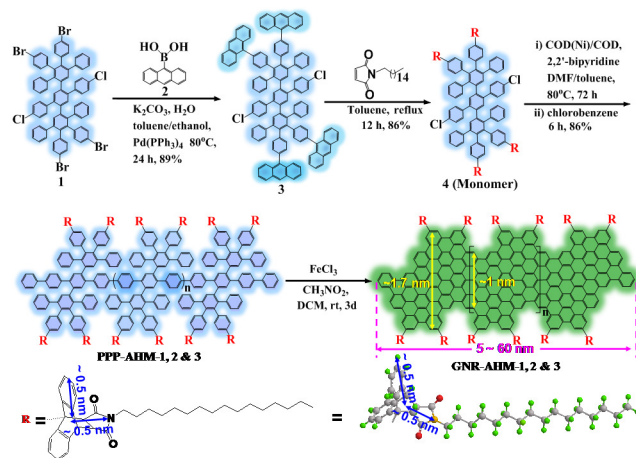 Br
Br
Cl
Cl
Br
Br
1
HO
OH
B
2
K₂CO₃, H₂O
toluene/ethanol,
Pd(PPh₃)₄ 80°C,
24 h, 89%
Cl
Cl
3
O
N
O
14
Toluene, reflux
12 h, 86%
R
R
Cl
Cl
R
R
4 (Monomer)
i) COD(Ni)/COD,
2,2'-bipyridine
DMF/toluene,
80°C, 72 h
ii) chlorobenzene
6 h, 86%
R R R R R R
n
R R R R R R
PPP-AHM-1, 2 & 3
FeCl₃
CH₃NO₂,
DCM, rt, 3d
R R R R R R
~1.7 nm
~1 nm
n
R R R R R R
5 ~ 60 nm
GNR-AHM-1, 2 & 3
R =
~ 0.5 nm
~ 0.5 nm
O
N
O
=
~ 0.5 nm
~ 0.5 nm